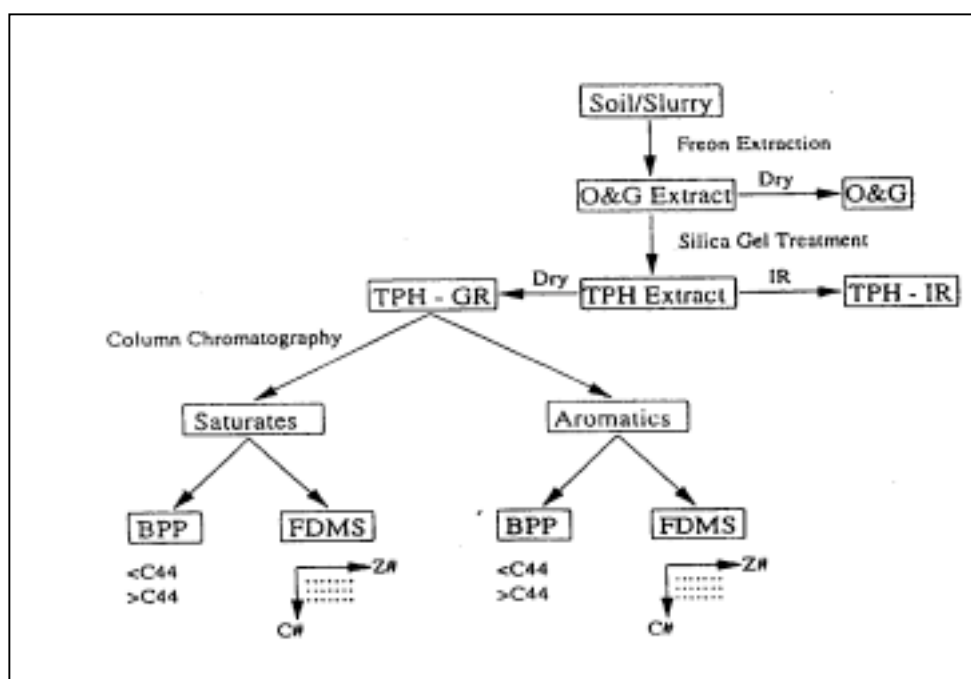 Soil/Slurry
Freon Extraction
O&G Extract
Dry
O&G
Silica Gel Treatment
TPH - GR
Dry
TPH Extract
IR
TPH - IR
Column Chromatography
Saturates
Aromatics
BPP
FDMS
BPP
FDMS
<C44
>C44
Z#
C#
<C44
>C44
Z#
C#